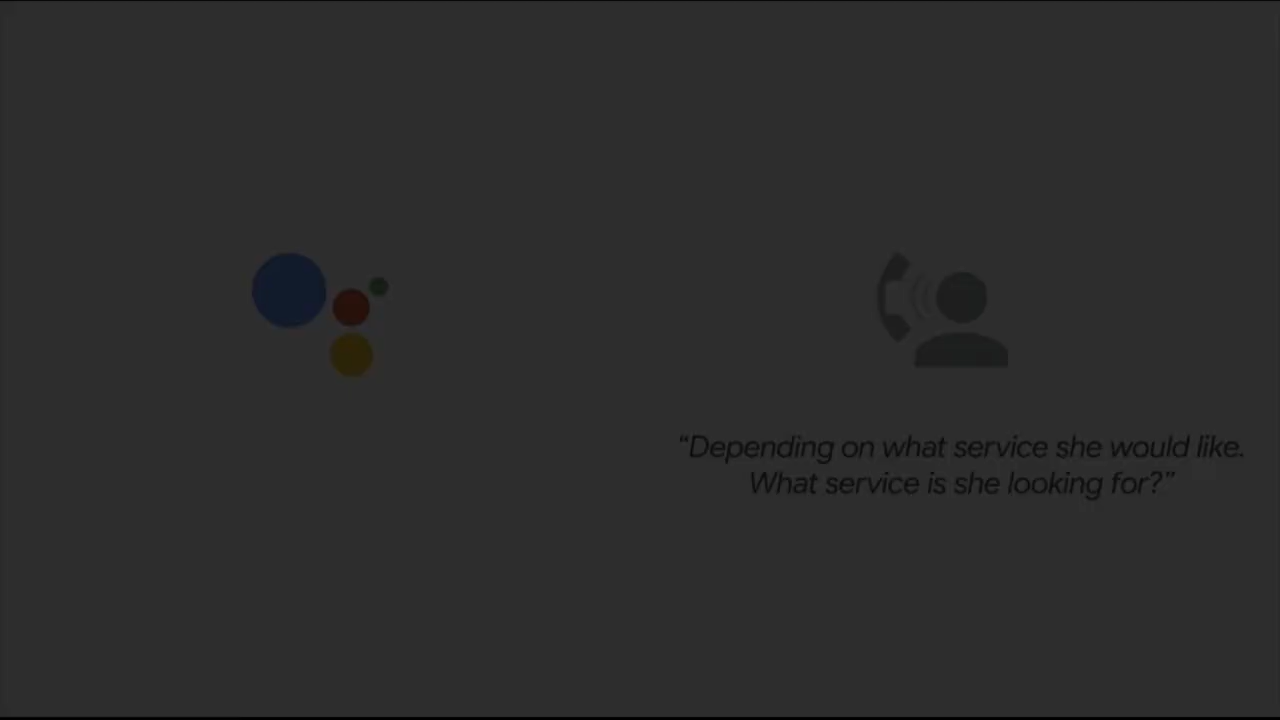 “Depending on what service she would like.
What service is she looking for?”